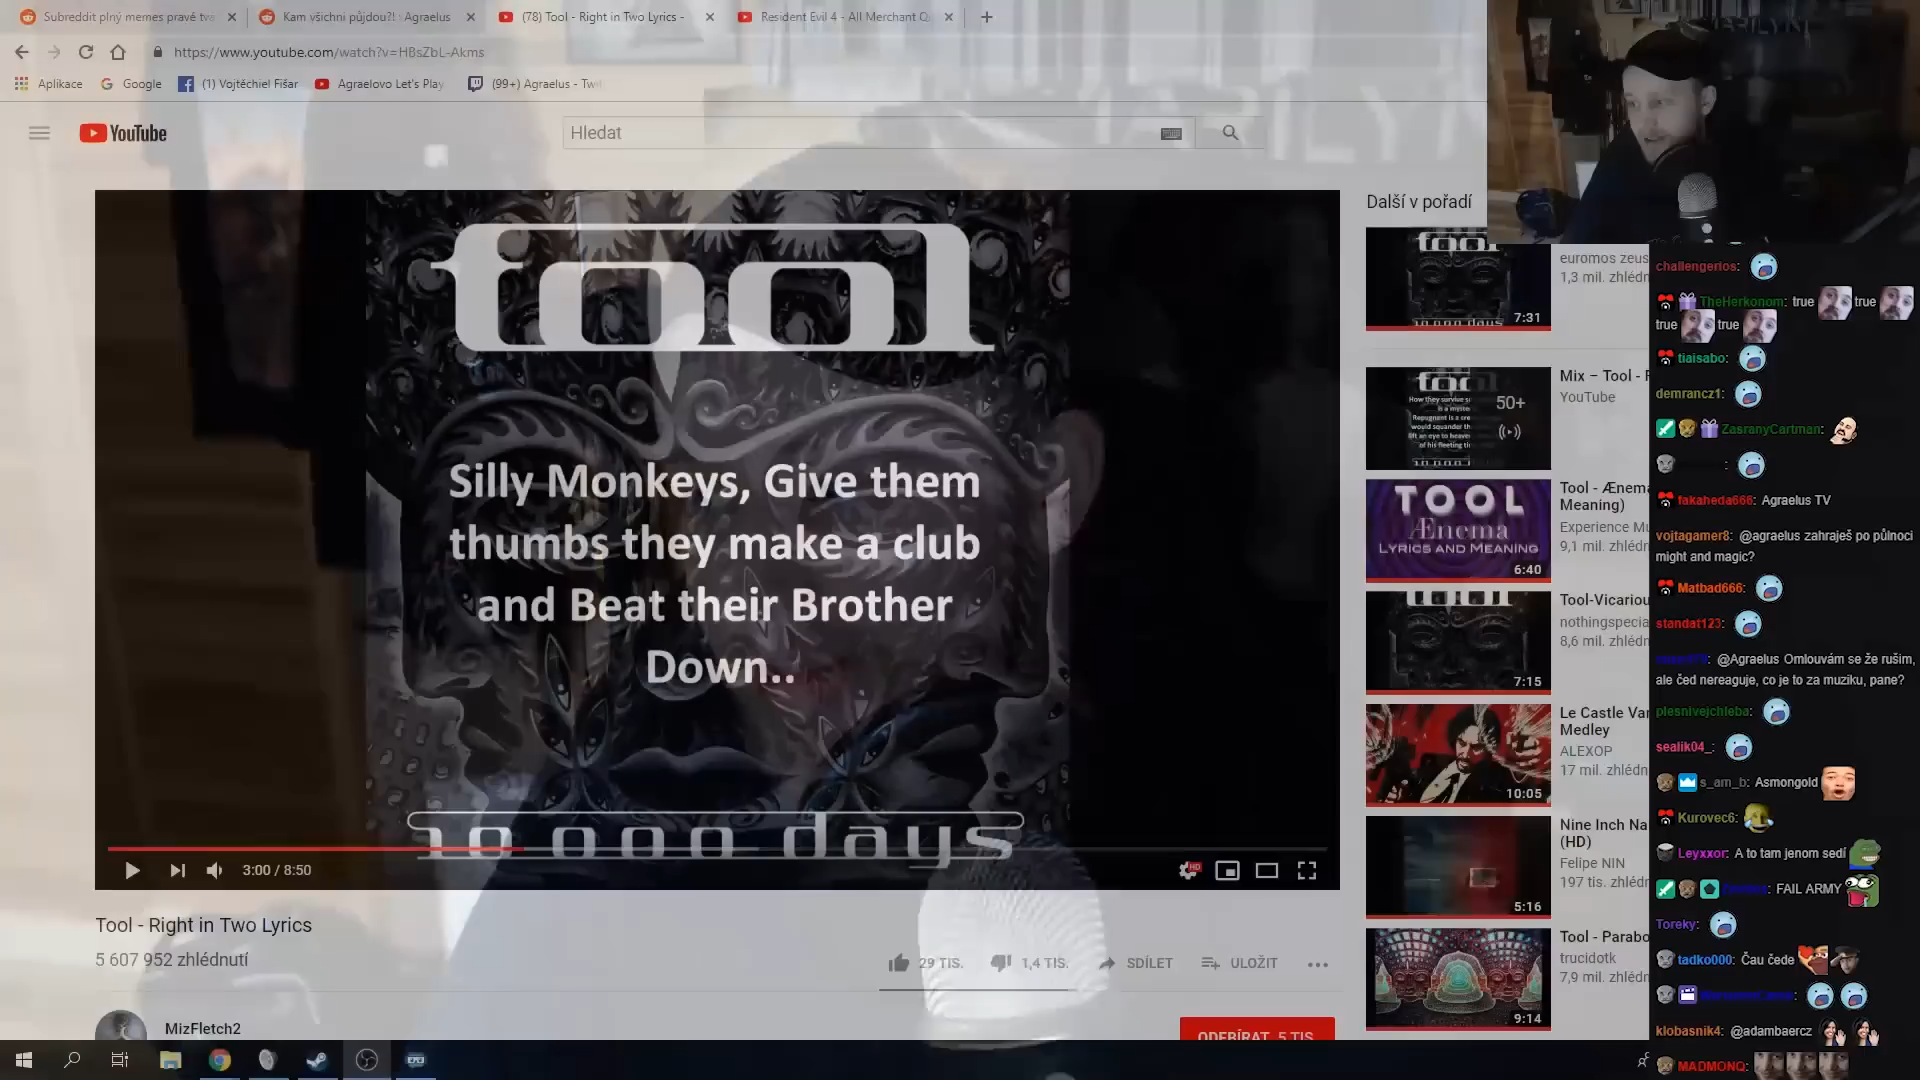 Subreddit plný memes pravě tva
Kam všichni půjdou?! : Agraelus
(78) Tool - Right in Two Lyrics -
Resident Evil 4 - All Merchant Q
https://www.youtube.com/watch?v=HBsZbL-Akms
Aplikace
Google
(1) Vojtěchiel Fišar
Agraelovo Let's Play
(99+) Agraelus - Twit
YouTube
Hledat
tool
Silly Monkeys, Give them
thumbs they make a club
and Beat their Brother
Down..
10 000 days
3:00 / 8:50
HD
Tool - Right in Two Lyrics
5 607 952 zhlédnutí
29 TIS.
1,4 TIS.
SDÍLET
ULOŽIT
MizFletch2
ODEBÍRAT 5 TIS.
Další v pořadí
euromos zeus
1,3 mil. zhlédn
7:31
Mix – Tool -
YouTube
50+
Tool - Ænema
Meaning)
Experience Mu
9,1 mil. zhlédn
TOOL
Ænema
LYRICS AND MEANING
6:40
Tool-Vicariou
nothingspecia
8,6 mil. zhlédn
7:15
Le Castle Van
Medley
ALEXOP
17 mil. zhlédn
10:05
Nine Inch Na
(HD)
Felipe NIN
197 tis. zhlédn
5:16
Tool - Parabo
trucidotk
7,9 mil. zhlédn
9:14
challengerios:
TheHerkonom: true true
true true
tiaisabo:
demrancz1:
ZasranyCartman:
fakaheda666: Agraelus TV
vojtagamer8: @agraelus zahraješ po půlnoci
might and magic?
Matbad666:
standat123:
@Agraelus Omlouvám se že rušim,
ale čed nereaguje, co je to za muziku, pane?
plesnivejchleba:
sealik04_:
s_am_b: Asmongold
Kurovec6:
Leyxxor: A to tam jenom sedí
FAIL ARMY
Toreky:
tadko000: Čau čede
klobasnik4: @adambaercz
MADMONQ: